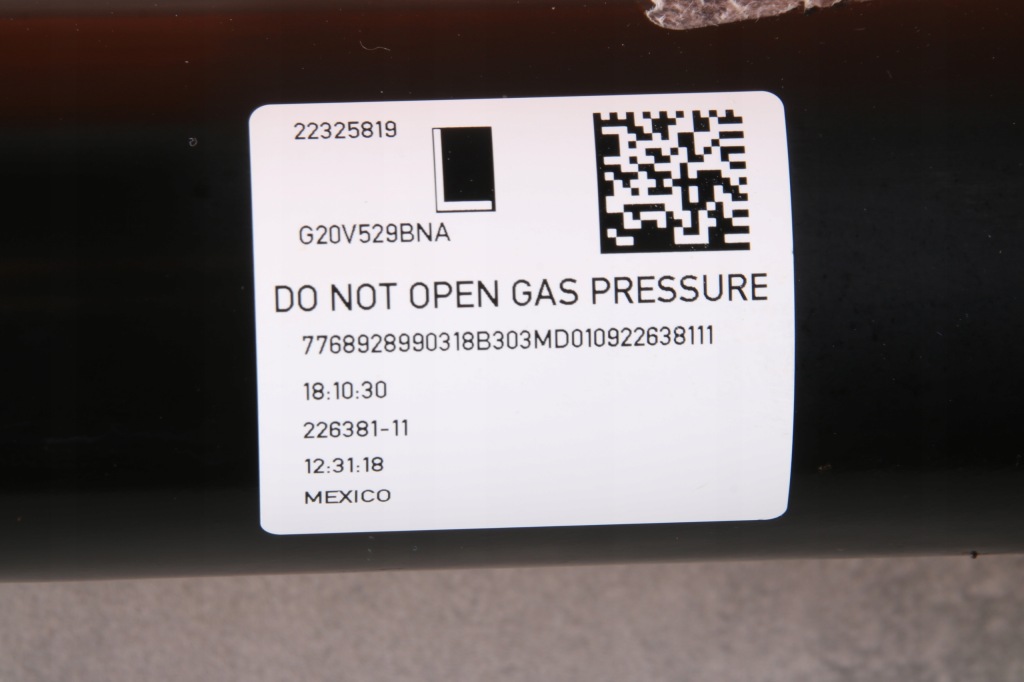 22325819
L
G20V529BNA
DO NOT OPEN GAS PRESSURE
7768928990318B303MD010922638111
18:10:30
226381-11
12:31:18
MEXICO